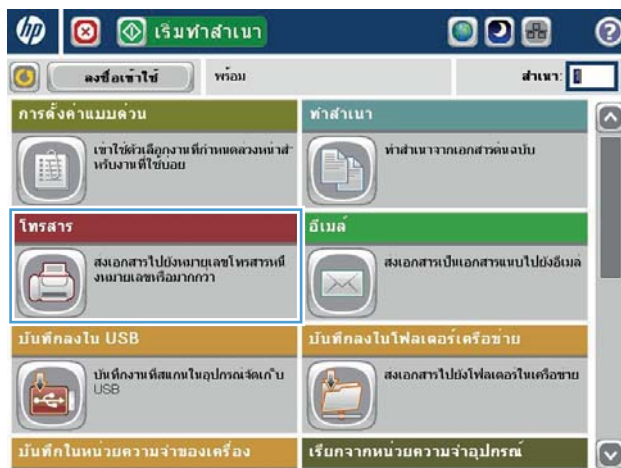 hp
เริ่มทำสำเนา
?
ลงชื่อเข้าใช้
พร้อม
สำเนา: 1
การตั้งค่าแบบด่วน
ทำสำเนา
เข้าใช้ตัวเลือกงานที่กำหนดล่วงหน้าสำ
หรับงานที่ใช้บ่อย
ทำสำเนาจากเอกสารต้นฉบับ
โทรสาร
อีเมล์
ส่งเอกสารไปยังหมายเลขโทรสารหนึ่
งหมายเลขหรือมากกว่า
ส่งเอกสารเป็นเอกสารแนบไปยังอีเมล
บันทึกลงใน USB
บันทึกลงในโฟลเดอร์เครือข่าย
บันทึกงานที่สแกนในอุปกรณ์จัดเก็บ
USB
ส่งเอกสารไปยังโฟลเดอร์ในเครือข่าย
บันทึกในหน่วยความจำของเครื่อง
เรียกจากหน่วยความจำอุปกรณ์